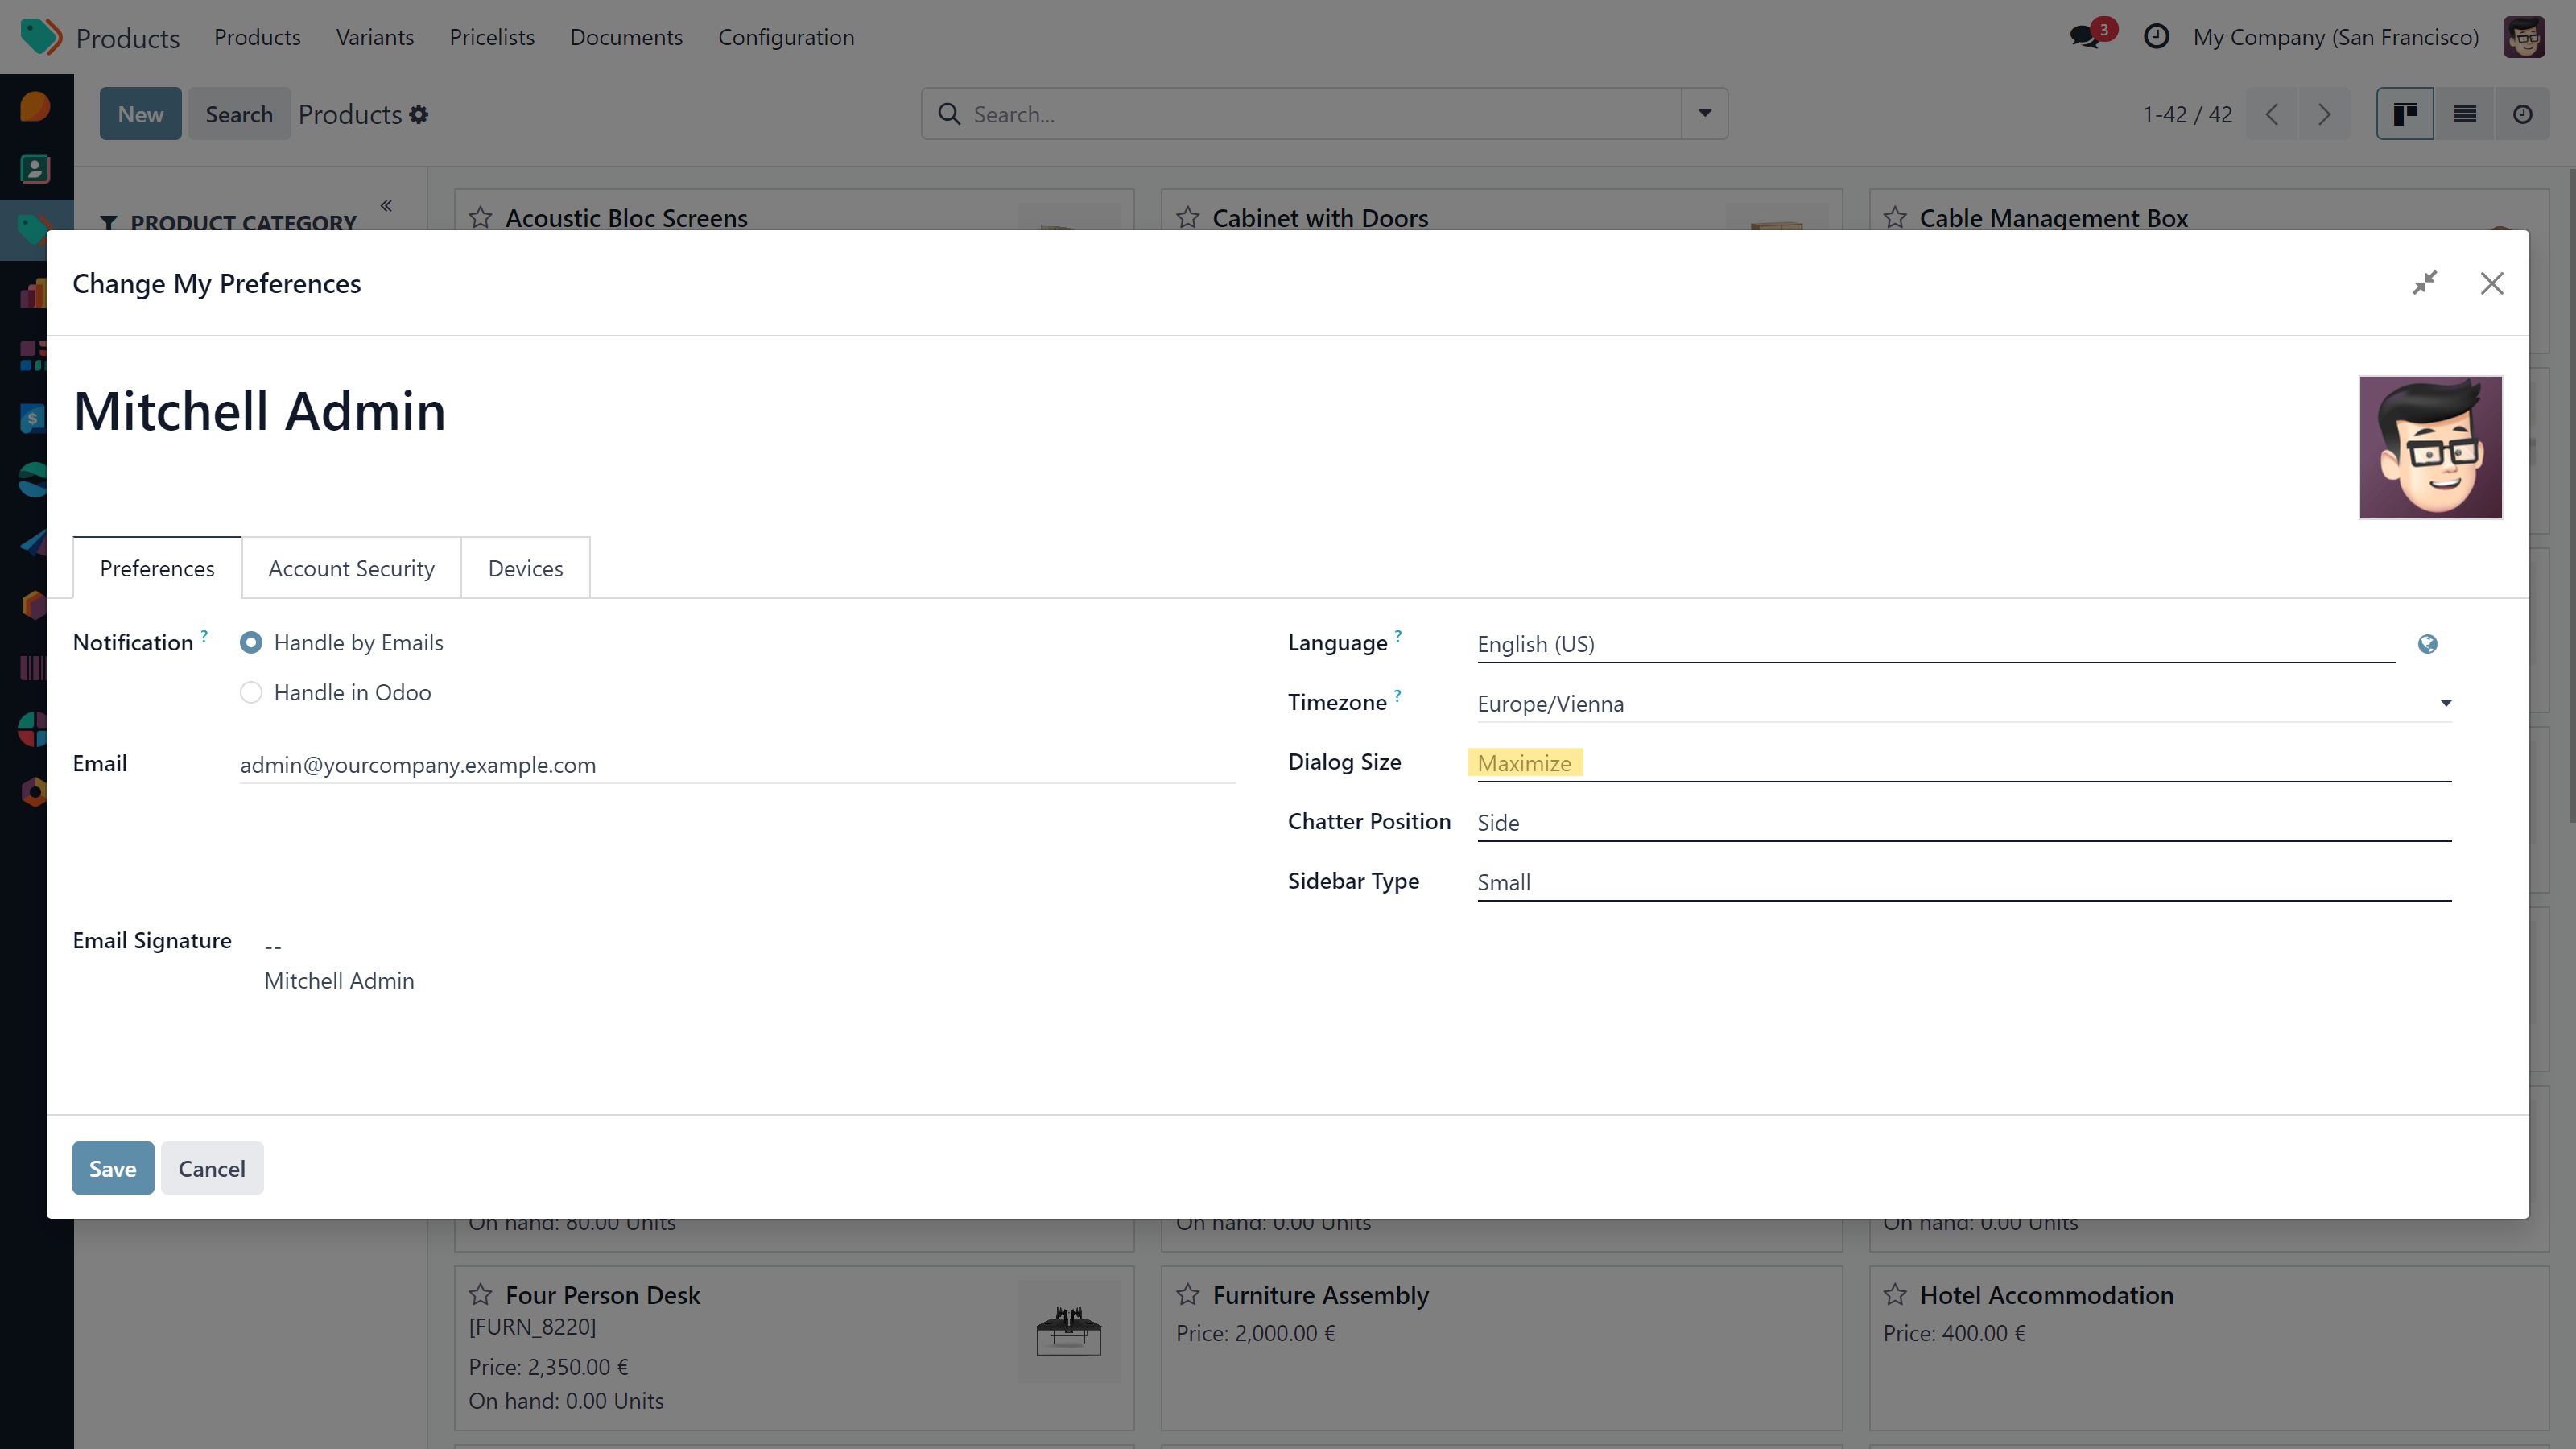 Products Products Variants Pricelists Documents Configuration 3 My Company (San Francisco)
New Search Products Search... 1-42 / 42
PRODUCT CATEGORY
Acoustic Bloc Screens Cabinet with Doors Cable Management Box
Change My Preferences
Mitchell Admin
Preferences Account Security Devices
Notification ? Handle by Emails
Handle in Odoo
Email admin@yourcompany.example.com
Language ? English (US)
Timezone ? Europe/Vienna
Dialog Size Maximize
Chatter Position Side
Sidebar Type Small
Email Signature --
Mitchell Admin
Save Cancel
On hand: 80.00 Units On hand: 0.00 Units On hand: 0.00 Units
Four Person Desk
[FURN_8220]
Price: 2,350.00 €
On hand: 0.00 Units
Furniture Assembly
Price: 2,000.00 €
Hotel Accommodation
Price: 400.00 €